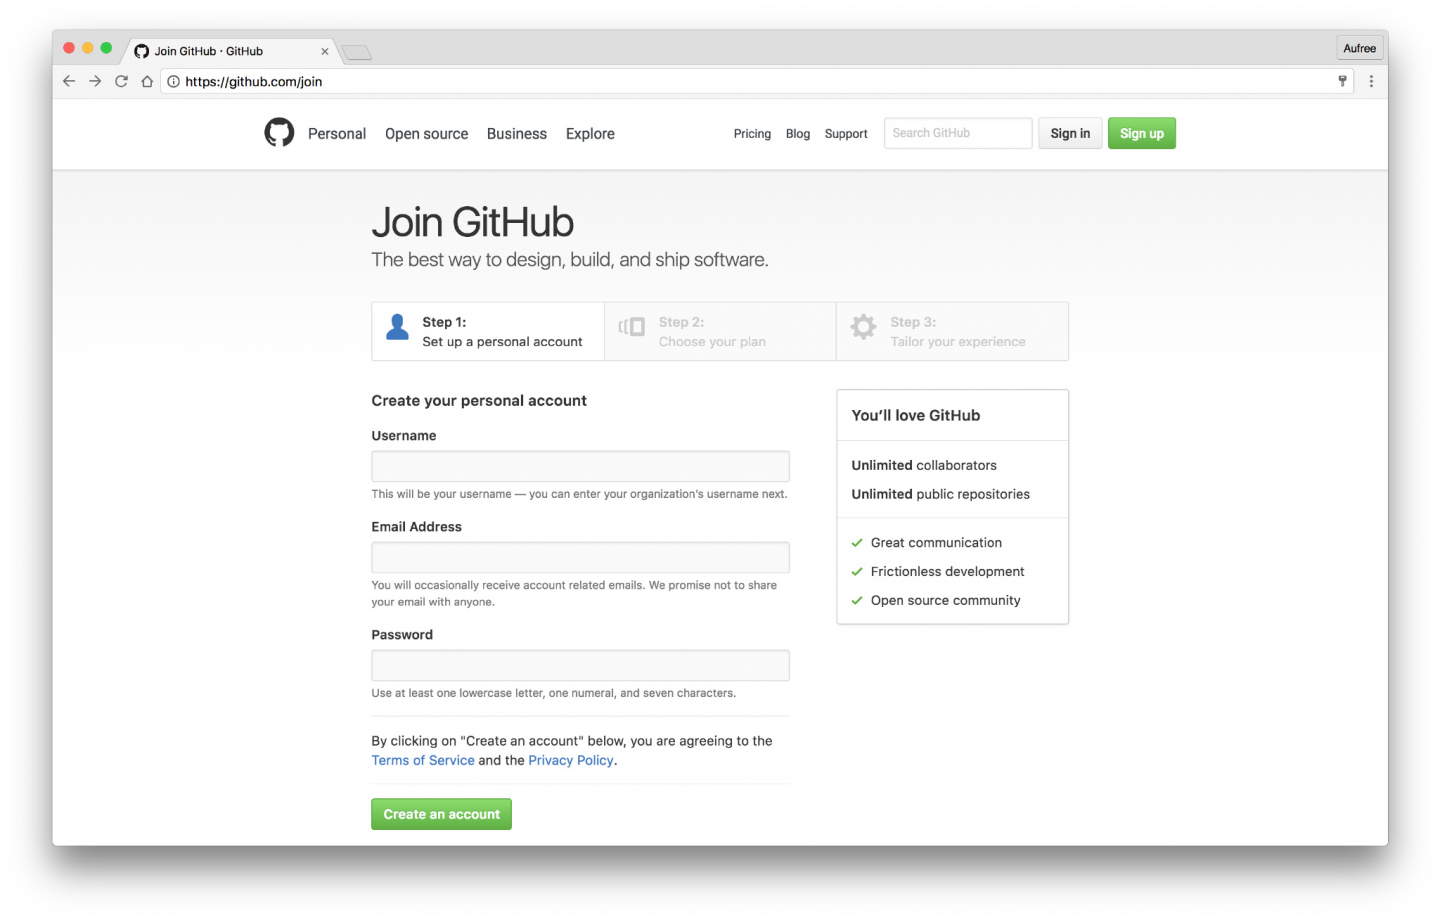 Join GitHub · GitHub
Aufree
https://github.com/join
Personal Open source Business Explore
Pricing Blog Support Search GitHub Sign in Sign up
Join GitHub
The best way to design, build, and ship software.
Step 1:
Set up a personal account
Step 2:
Choose your plan
Step 3:
Tailor your experience
Create your personal account
Username
This will be your username — you can enter your organization’s username next.
Email Address
You will occasionally receive account related emails. We promise not to share
your email with anyone.
Password
Use at least one lowercase letter, one numeral, and seven characters.
By clicking on "Create an account" below, you are agreeing to the
Terms of Service and the Privacy Policy.
Create an account
You’ll love GitHub
Unlimited collaborators
Unlimited public repositories
Great communication
Frictionless development
Open source community